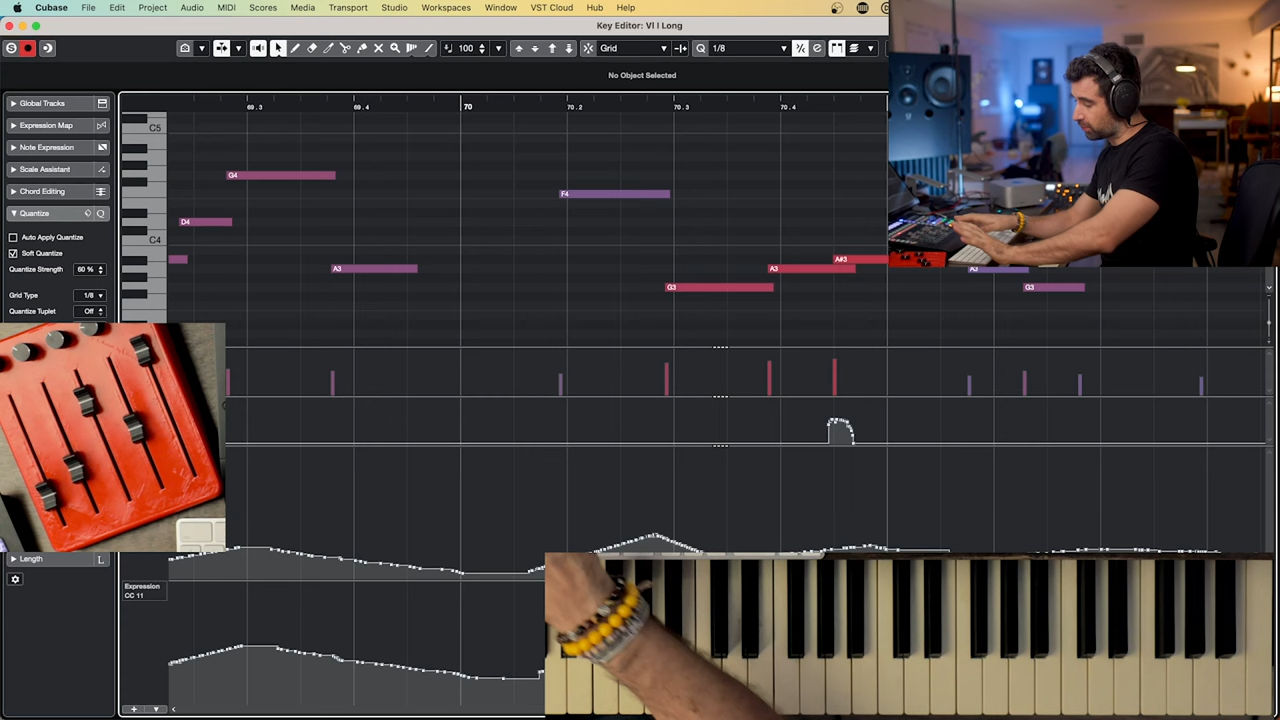 Cubase File Edit Project Audio MIDI Scores Media Transport Studio Workspaces Window VST Cloud Hub Help
Key Editor: Vl I Long
100 Grid Q 1/8
No Object Selected
Global Tracks
Expression Map
Note Expression
Scale Assistant
Chord Editing
Quantize
Auto Apply Quantize
Soft Quantize
Quantize Strength 60 %
Grid Type 1/8
Quantize Tuplet Off
Length L
69.3 69.4 70 70.2 70.3 70.4
C5
G4
F4
D4
C4
A#3
A3
A3
A3
G3
G3
Expression
CC 11